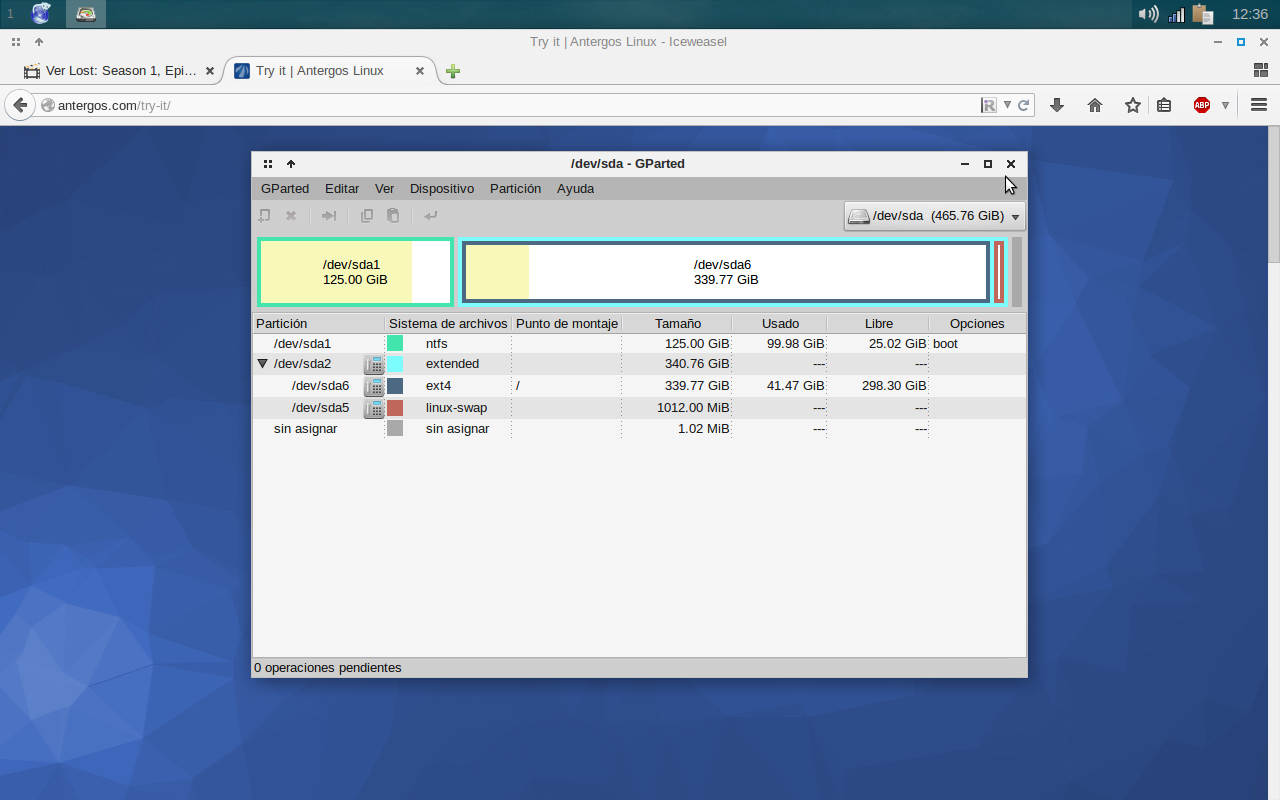 1
12:36
Try it | Antergos Linux - Iceweasel
Ver Lost: Season 1, Epi...
Try it | Antergos Linux
antergos.com/try-it/
R
ABP
/dev/sda - GParted
GParted Editar Ver Dispositivo Partición Ayuda
/dev/sda (465.76 GiB)
/dev/sda1
125.00 GiB
/dev/sda6
339.77 GiB
Partición Sistema de archivos Punto de montaje Tamaño Usado Libre Opciones
/dev/sda1 ntfs 125.00 GiB 99.98 GiB 25.02 GiB boot
/dev/sda2 extended 340.76 GiB --- ---
/dev/sda6 ext4 / 339.77 GiB 41.47 GiB 298.30 GiB
/dev/sda5 linux-swap 1012.00 MiB --- ---
sin asignar sin asignar 1.02 MiB --- ---
0 operaciones pendientes